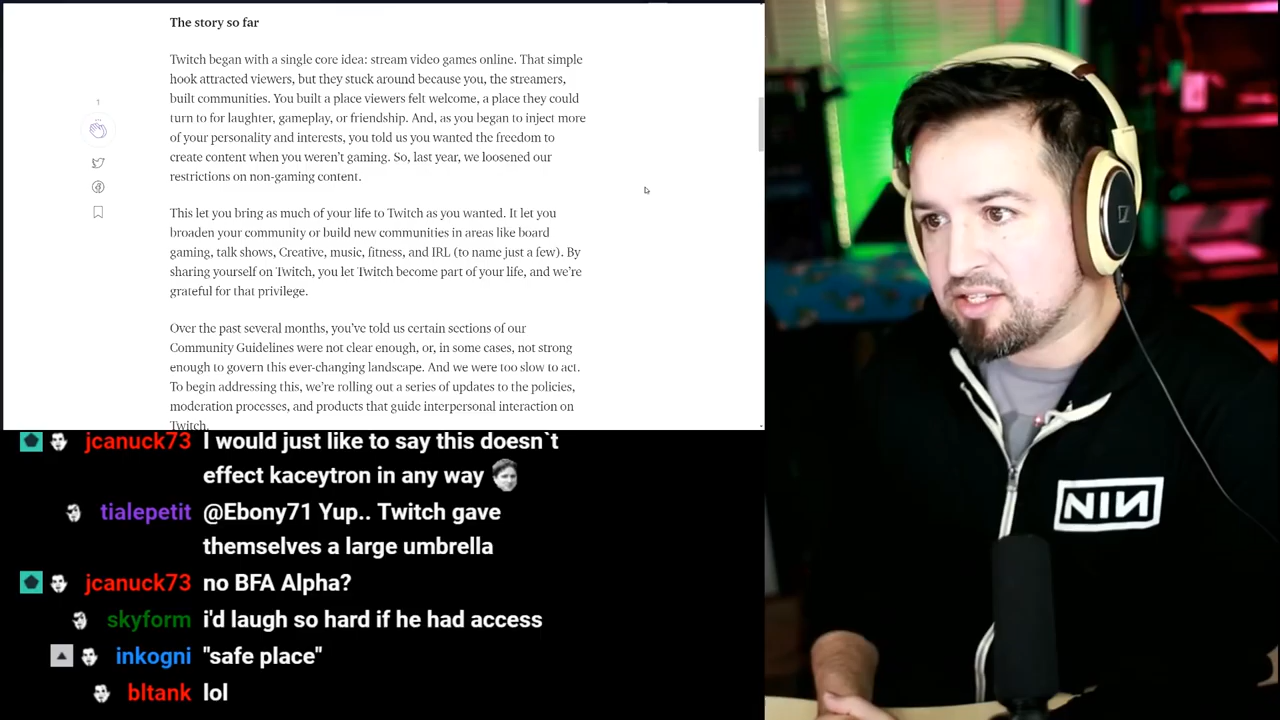 The story so far
Twitch began with a single core idea: stream video games online. That simple
hook attracted viewers, but they stuck around because you, the streamers,
built communities. You built a place viewers felt welcome, a place they could
turn to for laughter, gameplay, or friendship. And, as you began to inject more
of your personality and interests, you told us you wanted the freedom to
create content when you weren't gaming. So, last year, we loosened our
restrictions on non-gaming content.
This let you bring as much of your life to Twitch as you wanted. It let you
broaden your community or build new communities in areas like board
gaming, talk shows, Creative, music, fitness, and IRL (to name just a few). By
sharing yourself on Twitch, you let Twitch become part of your life, and we're
grateful for that privilege.
Over the past several months, you've told us certain sections of our
Community Guidelines were not clear enough, or, in some cases, not strong
enough to govern this ever-changing landscape. And we were too slow to act.
To begin addressing this, we're rolling out a series of updates to the policies,
moderation processes, and products that guide interpersonal interaction on
Twitch.
1
jcanuck73 I would just like to say this doesn`t
effect kaceytron in any way
tialepetit @Ebony71 Yup.. Twitch gave
themselves a large umbrella
jcanuck73 no BFA Alpha?
skyform i'd laugh so hard if he had access
inkogni "safe place"
bltank lol
NIN